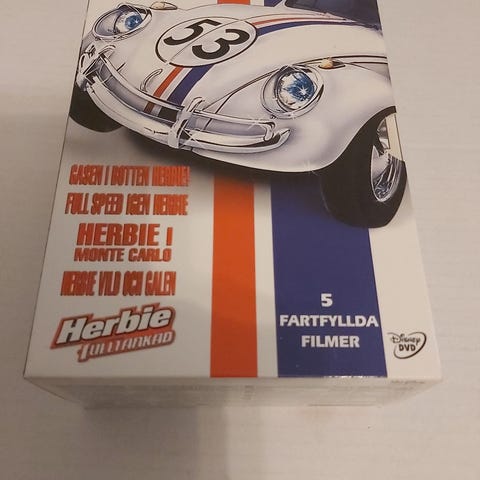 53
GASEN I BOTTEN HERBIE!
FULL SPEED IGEN HERBIE
HERBIE I
MONTE CARLO
HERBIE VILD OCH GALEN
Herbie
FULLTANKAD
5
FARTFYLLDA
FILMER
Disney
DVD